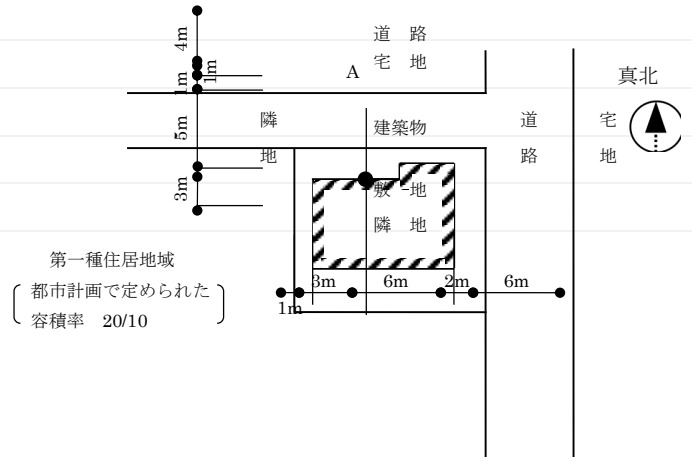 道 路
宅 地
A
4m
1m
1m
5m
3m
真北
隣
地
建築物
道
路
宅
地
敷 地
隣 地
第一種住居地域
都市計画で定められた
容積率 20/10
3m
6m
2m
6m
1m